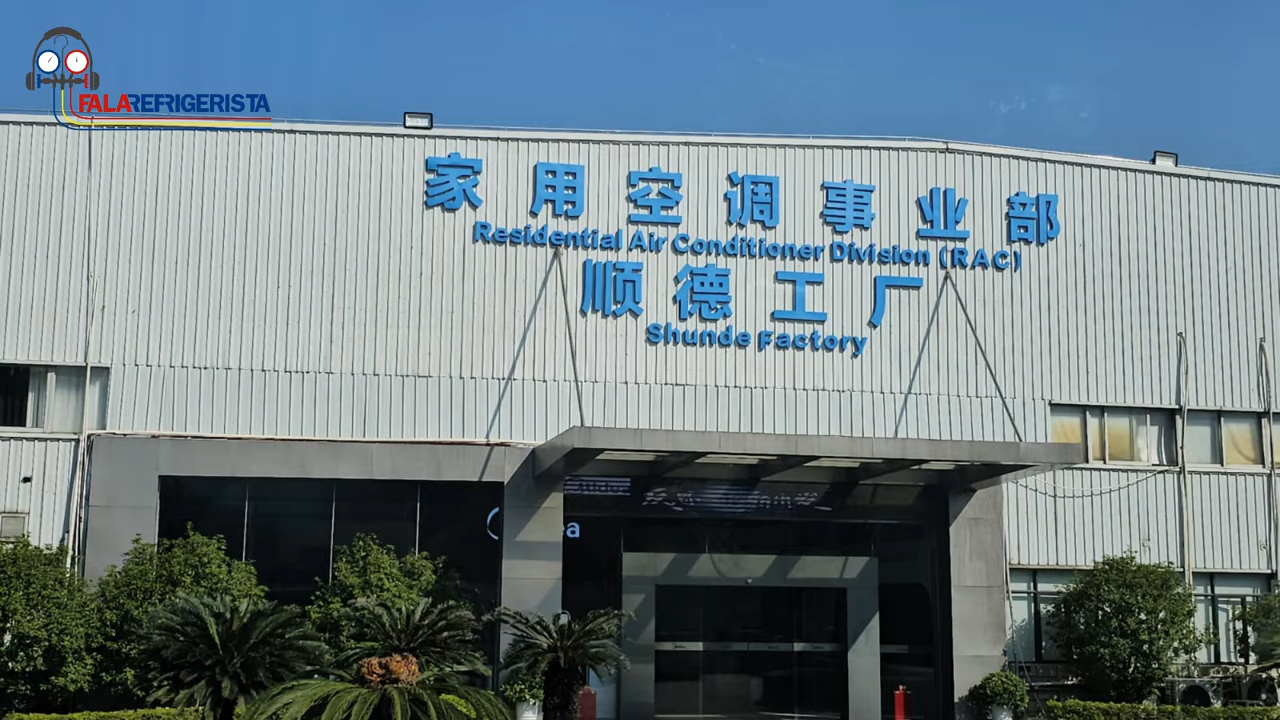 FALAREFRIGERISTA
家用空调事业部
Residential Air Conditioner Division (RAC)
顺德工厂
Shunde Factory